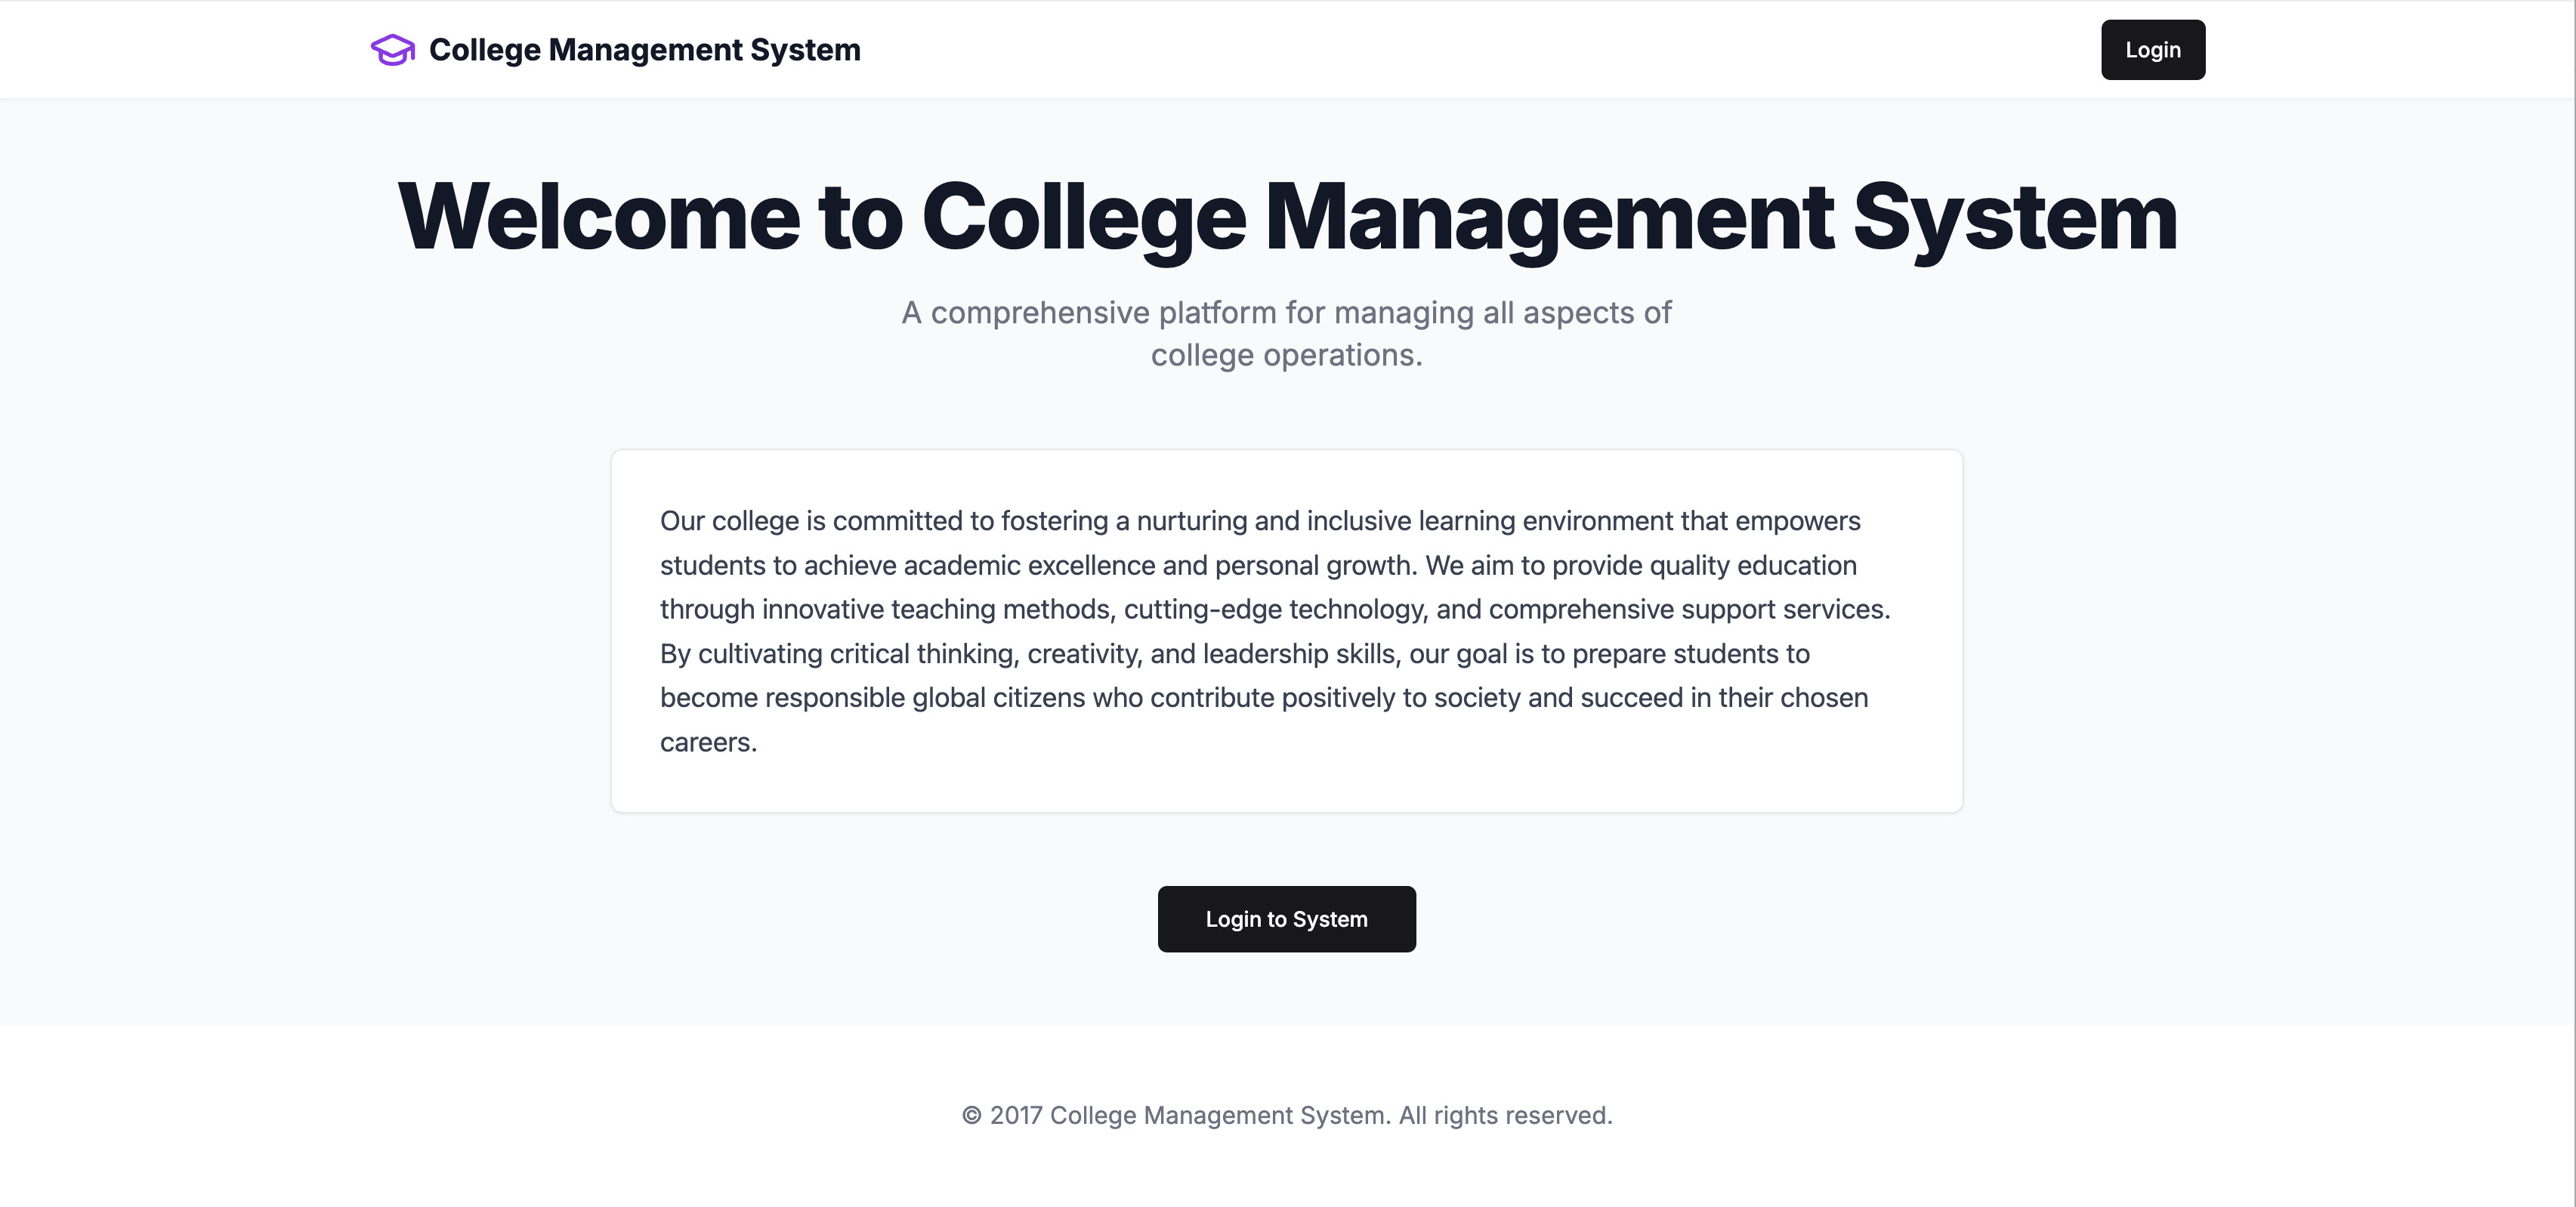 College Management System
Login
Welcome to College Management System
A comprehensive platform for managing all aspects of
college operations.
Our college is committed to fostering a nurturing and inclusive learning environment that empowers
students to achieve academic excellence and personal growth. We aim to provide quality education
through innovative teaching methods, cutting-edge technology, and comprehensive support services.
By cultivating critical thinking, creativity, and leadership skills, our goal is to prepare students to
become responsible global citizens who contribute positively to society and succeed in their chosen
careers.
Login to System
© 2017 College Management System. All rights reserved.